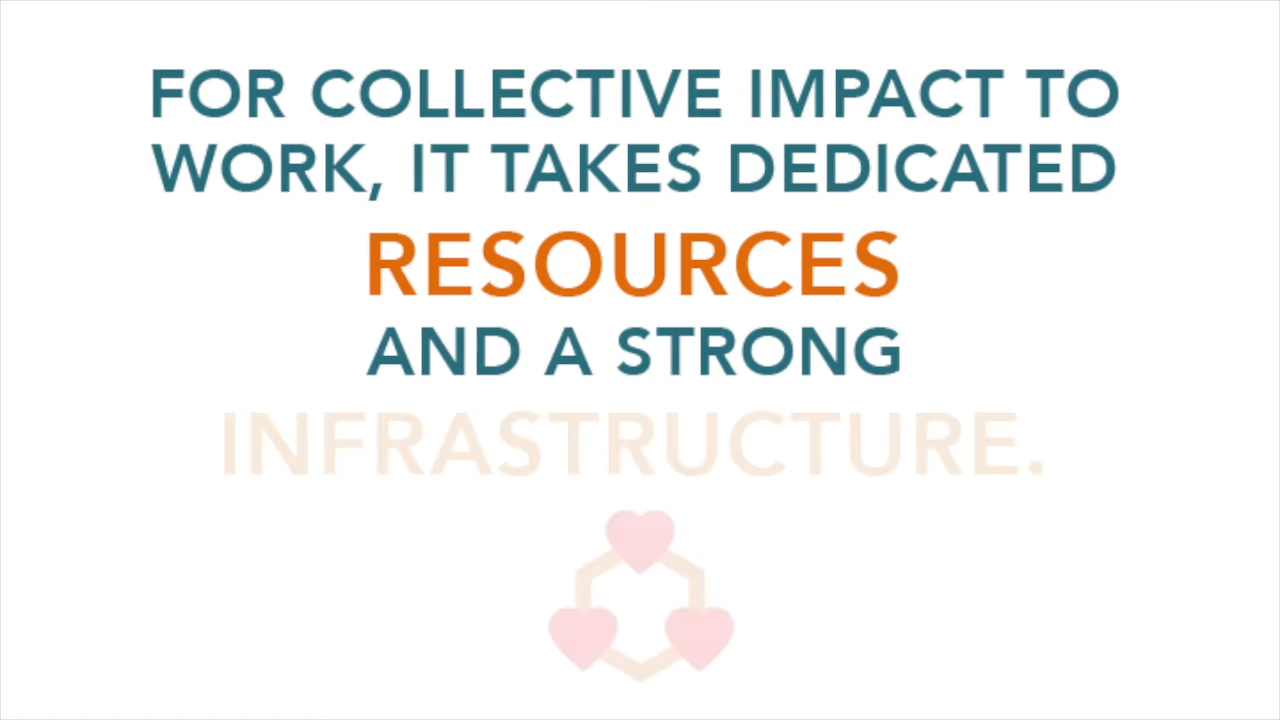 FOR COLLECTIVE IMPACT TO
WORK, IT TAKES DEDICATED
RESOURCES
AND A STRONG
INFRASTRUCTURE.